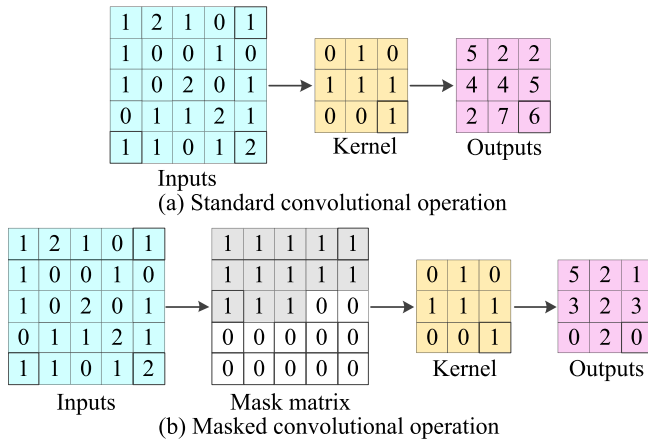 1 2 1 0 1
1 0 0 1 0
1 0 2 0 1
0 1 1 2 1
1 1 0 1 2
Inputs
0 1 0
1 1 1
0 0 1
Kernel
5 2 2
4 4 5
2 7 6
Outputs
(a) Standard convolutional operation
1 2 1 0 1
1 0 0 1 0
1 0 2 0 1
0 1 1 2 1
1 1 0 1 2
Inputs
1 1 1 1 1
1 1 1 1 1
1 1 1 0 0
0 0 0 0 0
0 0 0 0 0
Mask matrix
0 1 0
1 1 1
0 0 1
Kernel
5 2 1
3 2 3
0 2 0
Outputs
(b) Masked convolutional operation